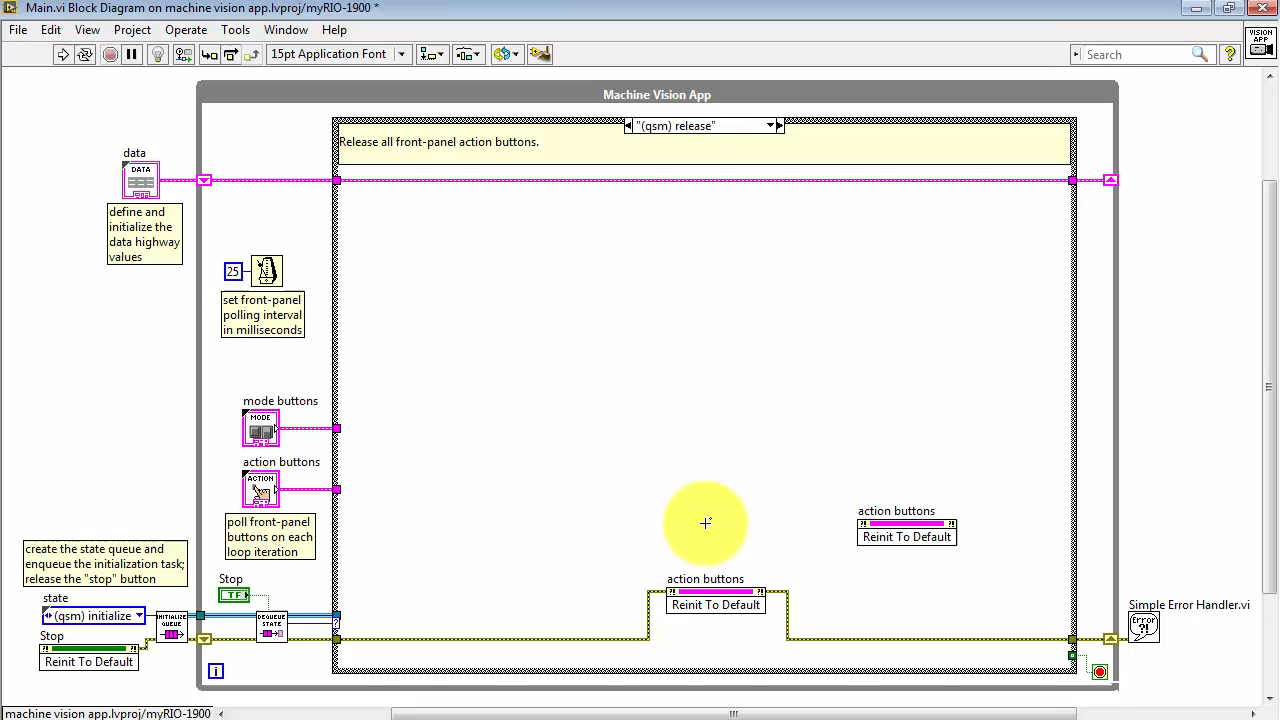 Main.vi Block Diagram on machine vision app.lvproj/myRIO-1900 *
File Edit View Project Operate Tools Window Help
15pt Application Font
Search
VISION
APP
Machine Vision App
"(qsm) release"
Release all front-panel action buttons.
data
DATA
define and
initialize the
data highway
values
25
set front-panel
polling interval
in milliseconds
mode buttons
MODE
action buttons
ACTION
poll front-panel
buttons on each
loop iteration
action buttons
Reinit To Default
action buttons
Reinit To Default
create the state queue and
enqueue the initialization task;
release the "stop" button
state
(qsm) initialize
INITIALIZE
QUEUE
Stop
TF
DEQUEUE
STATE
Stop
Reinit To Default
i
Simple Error Handler.vi
Error
?!
machine vision app.lvproj/myRIO-1900